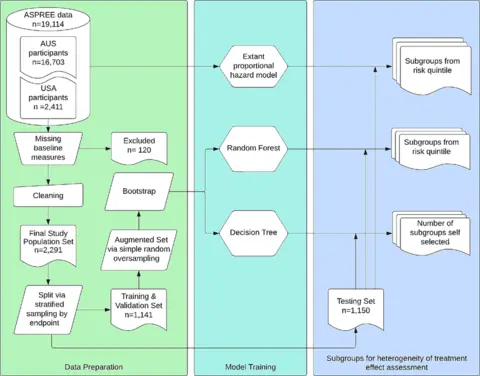 ASPREE data
n=19,114
AUS
participants
n=16,703
USA
participants
n=2,411
Missing
baseline
measures
Excluded
n= 120
Cleaning
Final Study
Population Set
n=2,291
Split via
stratified
sampling by
endpoint
Training &
Validation Set
n=1,141
Augmented Set
via simple random
oversampling
Bootstrap
Data Preparation
Extant
proportional
hazard model
Random Forest
Decision Tree
Model Training
Subgroups from
risk quintile
Subgroups from
risk quintile
Number of
subgroups self
selected
Testing Set
n=1,150
Subgroups for heterogeneity of treatment
effect assessment